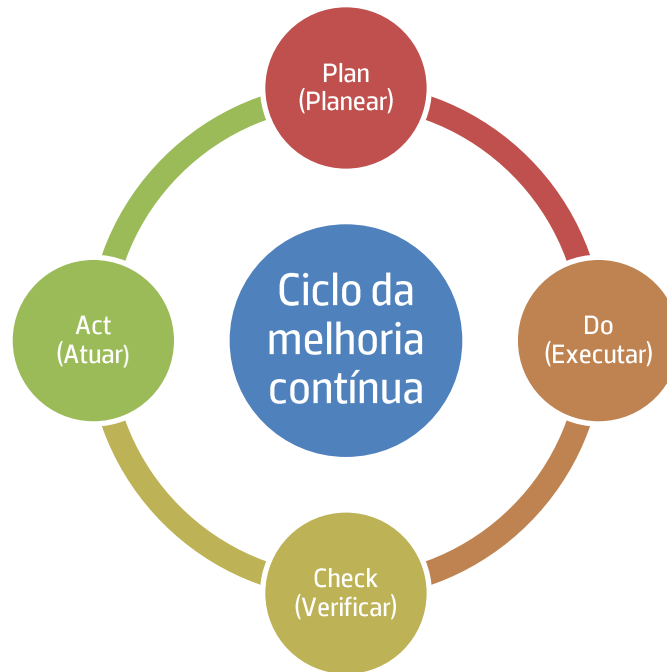 Plan
(Planear)
Act
(Atuar)
Ciclo da
melhoria
contínua
Do
(Executar)
Check
(Verificar)